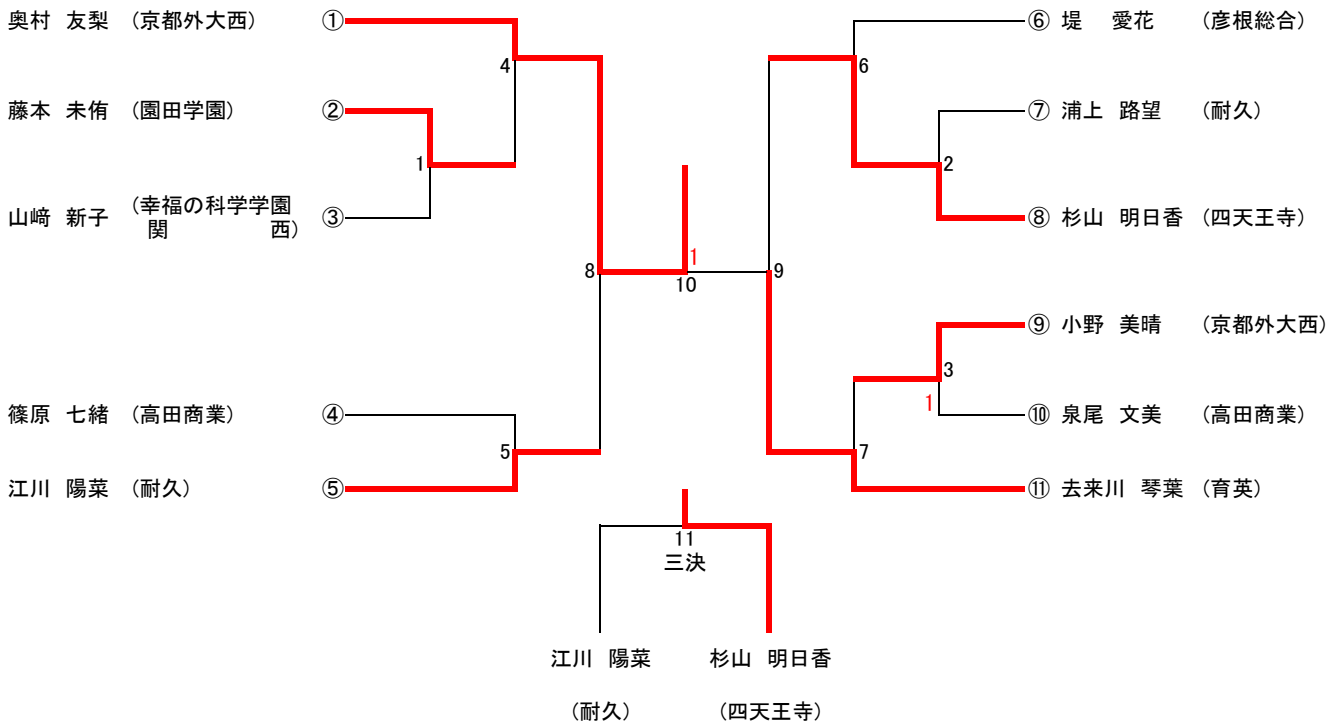 奥村 友梨 (京都外大西) ①
4
藤本 未侑 (園田学園) ②
1
山﨑 新子 (幸福の科学学園
関 西) ③
8
篠原 七緒 (高田商業) ④
5
江川 陽菜 (耐久) ⑤
1
10
⑥ 堤 愛花 (彦根総合)
6
⑦ 浦上 路望 (耐久)
2
⑧ 杉山 明日香 (四天王寺)
9
⑨ 小野 美晴 (京都外大西)
3
1
⑩ 泉尾 文美 (高田商業)
7
⑪ 去来川 琴葉 (育英)
11
三決
江川 陽菜 杉山 明日香
(耐久) (四天王寺)